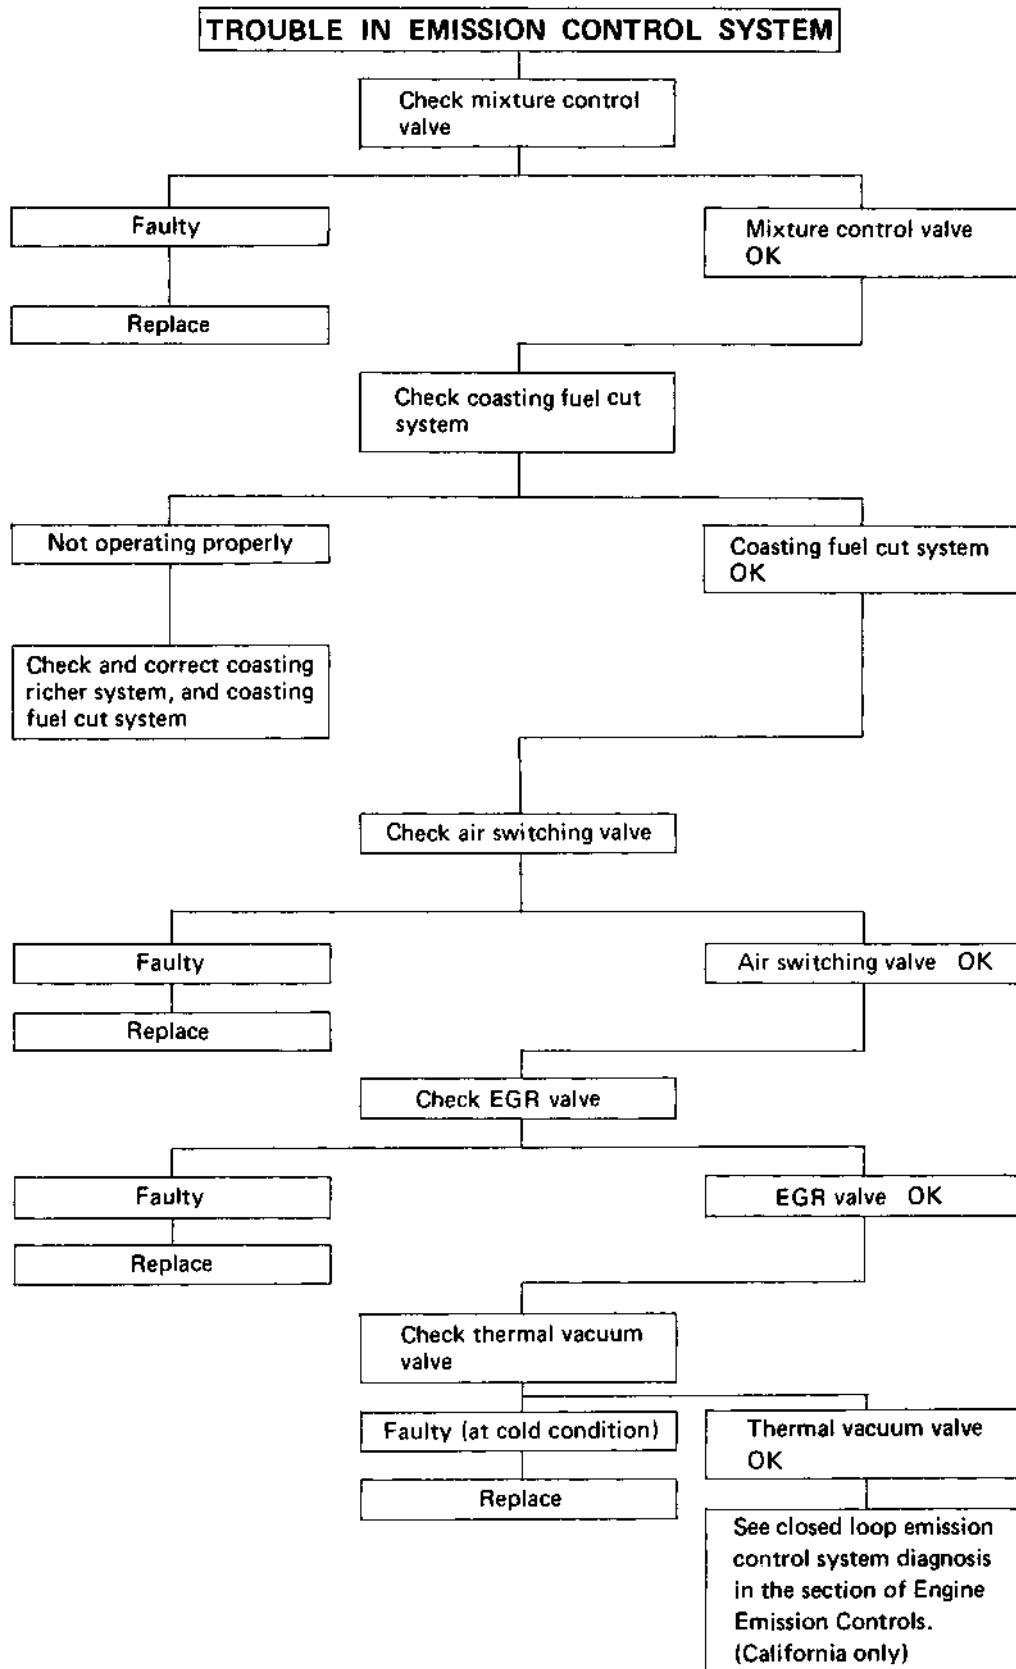 TROUBLE IN EMISSION CONTROL SYSTEM
Check mixture control
valve
Faulty
Mixture control valve
OK
Replace
Check coasting fuel cut
system
Not operating properly
Coasting fuel cut system
OK
Check and correct coasting
richer system, and coasting
fuel cut system
Check air switching valve
Faulty
Air switching valve OK
Replace
Check EGR valve
Faulty
EGR valve OK
Replace
Check thermal vacuum
valve
Faulty (at cold condition)
Thermal vacuum valve
OK
Replace
See closed loop emission
control system diagnosis
in the section of Engine
Emission Controls.
(California only)